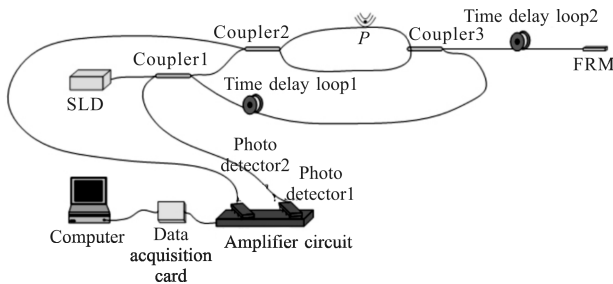 Coupler2
P
Coupler3
Time delay loop2
Coupler1
SLD
Time delay loop1
FRM
Photo
detector2
Photo
detector1
Computer
Data
acquisition
card
Amplifier circuit